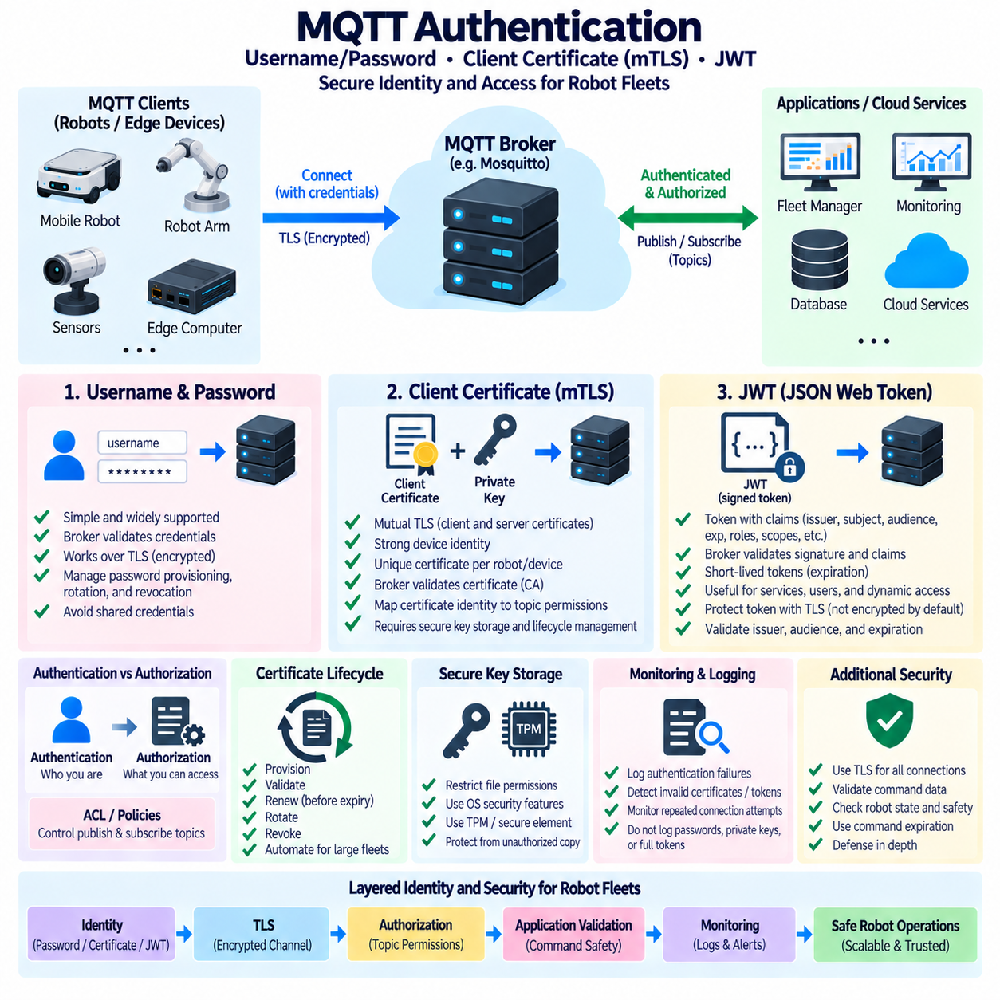 MQTT Authentication
Username/Password • Client Certificate (mTLS) • JWT
Secure Identity and Access for Robot Fleets
MQTT Clients
(Robots / Edge Devices)
Mobile Robot
Robot Arm
Sensors
Edge Computer
• • •
Connect
(with credentials)
TLS (Encrypted)
MQTT Broker
(e.g. Mosquitto)
Authenticated
& Authorized
Publish / Subscribe
(Topics)
Applications / Cloud Services
Fleet Manager
Monitoring
Database
Cloud Services
• • •
1. Username & Password
username
********
Simple and widely supported
Broker validates credentials
Works over TLS (encrypted)
Manage password provisioning,
rotation, and revocation
Avoid shared credentials
2. Client Certificate (mTLS)
Client
Certificate
+
Private
Key
Mutual TLS (client and server certificates)
Strong device identity
Unique certificate per robot/device
Broker validates certificate (CA)
Map certificate identity to topic permissions
Requires secure key storage and lifecycle management
3. JWT (JSON Web Token)
{...}
JWT
(signed token)
Token with claims (issuer, subject, audience,
exp, roles, scopes, etc.)
Broker validates signature and claims
Short-lived tokens (expiration)
Useful for services, users, and dynamic access
Protect token with TLS (not encrypted by default)
Validate issuer, audience, and expiration
Authentication vs Authorization
Authentication
Who you are
Authorization
What you can access
ACL / Policies
Control publish & subscribe topics
Certificate Lifecycle
Provision
Validate
Renew (before expiry)
Rotate
Revoke
Automate for large fleets
Secure Key Storage
TPM
Restrict file permissions
Use OS security features
Use TPM / secure element
Protect from unauthorized copy
Monitoring & Logging
Log authentication failures
Detect invalid certificates / tokens
Monitor repeated connection attempts
Do not log passwords, private keys,
or full tokens
Additional Security
Use TLS for all connections
Validate command data
Check robot state and safety
Use command expiration
Defense in depth
Layered Identity and Security for Robot Fleets
Identity
(Password / Certificate / JWT)
TLS
(Encrypted Channel)
Authorization
(Topic Permissions)
Application Validation
(Command Safety)
Monitoring
(Logs & Alerts)
Safe Robot Operations
(Scalable & Trusted)